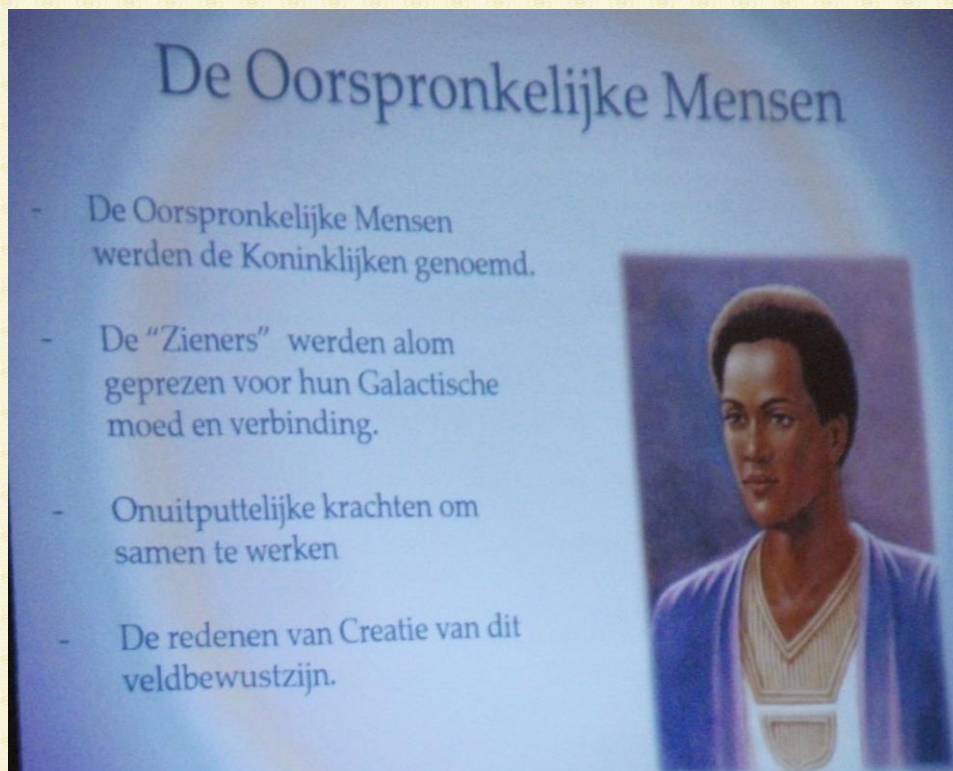 De Oorspronkelijke Mensen
- De Oorspronkelijke Mensen
werden de Koninklijken genoemd.
- De “Zieners” werden alom
geprezen voor hun Galactische
moed en verbinding.
- Onuitputtelijke krachten om
samen te werken
- De redenen van Creatie van dit
veldbewustzijn.